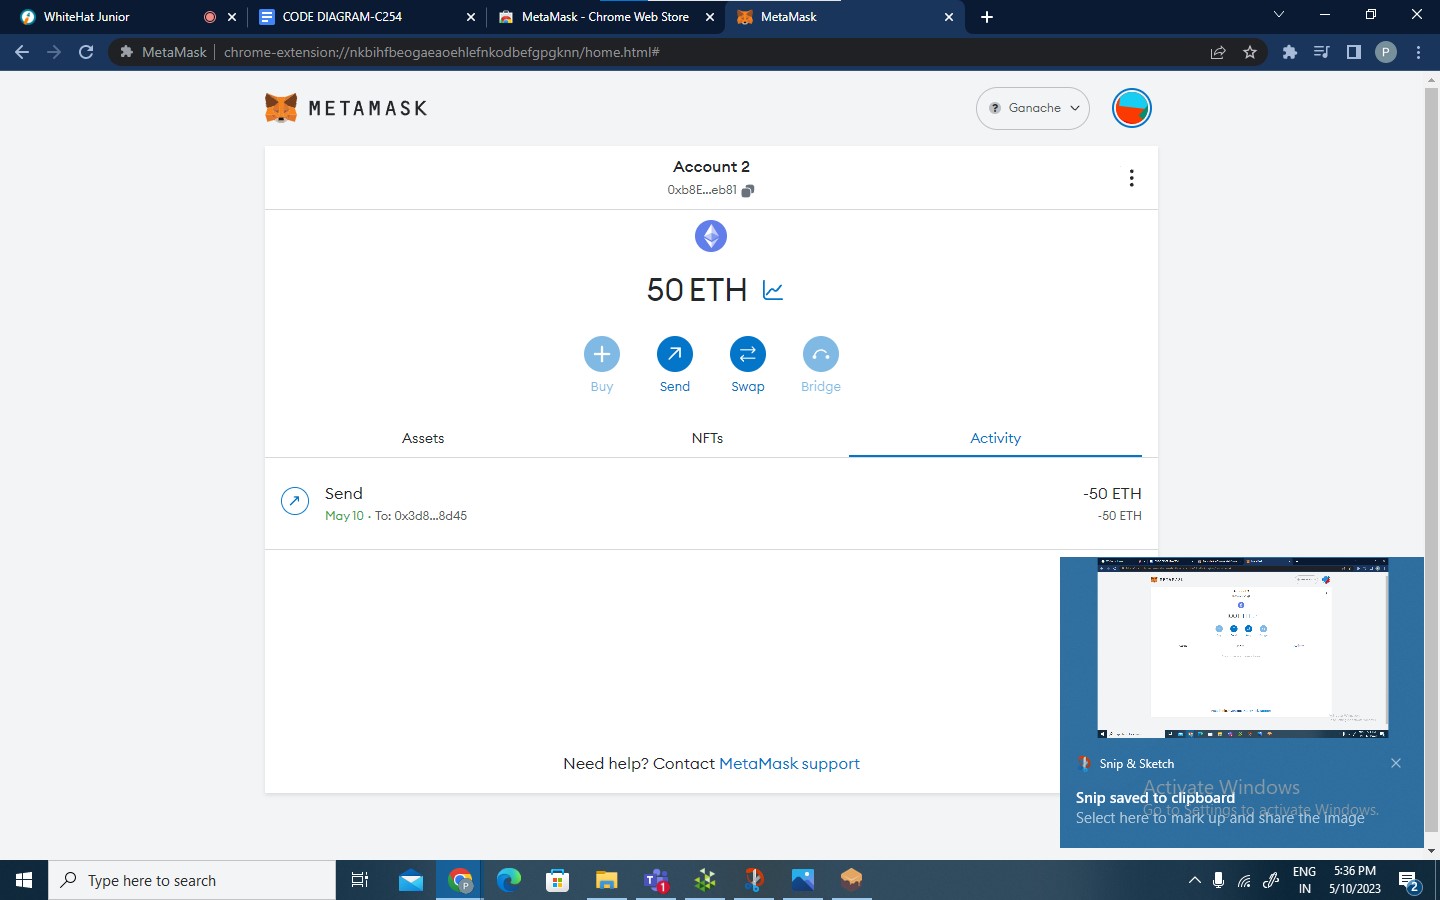 WhiteHat Junior
CODE DIAGRAM-C254
MetaMask - Chrome Web Store
MetaMask
MetaMask
chrome-extension://nkbihfbeogaeaoehlefnkodbefgpgknn/home.html#
P
METAMASK
? Ganache
Account 2
0xb8E...eb81
50 ETH
Buy
Send
Swap
Bridge
Assets
NFTs
Activity
Send
-50 ETH
May 10 · To: 0x3d8...8d45
-50 ETH
Need help? Contact MetaMask support
Snip & Sketch
Activate Windows
Snip saved to clipboard
Go to Settings to activate Windows.
Select here to mark up and share the image
Type here to search
P
1
ENG
IN
5:36 PM
5/10/2023
2